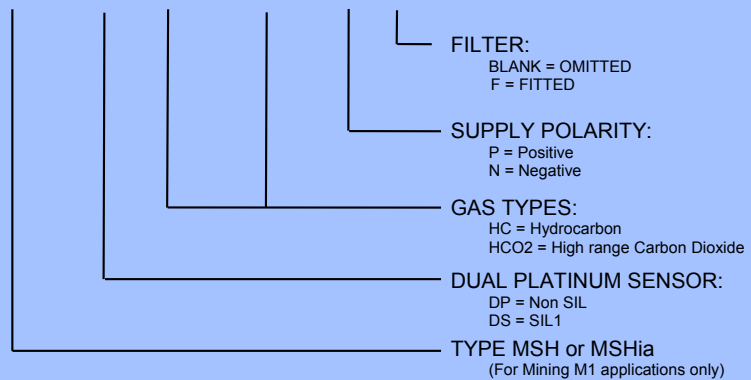 FILTER:
BLANK = OMITTED
F = FITTED
SUPPLY POLARITY:
P = Positive
N = Negative
GAS TYPES:
HC = Hydrocarbon
HCO2 = High range Carbon Dioxide
DUAL PLATINUM SENSOR:
DP = Non SIL
DS = SIL1
TYPE MSH or MSHia
(For Mining M1 applications only)